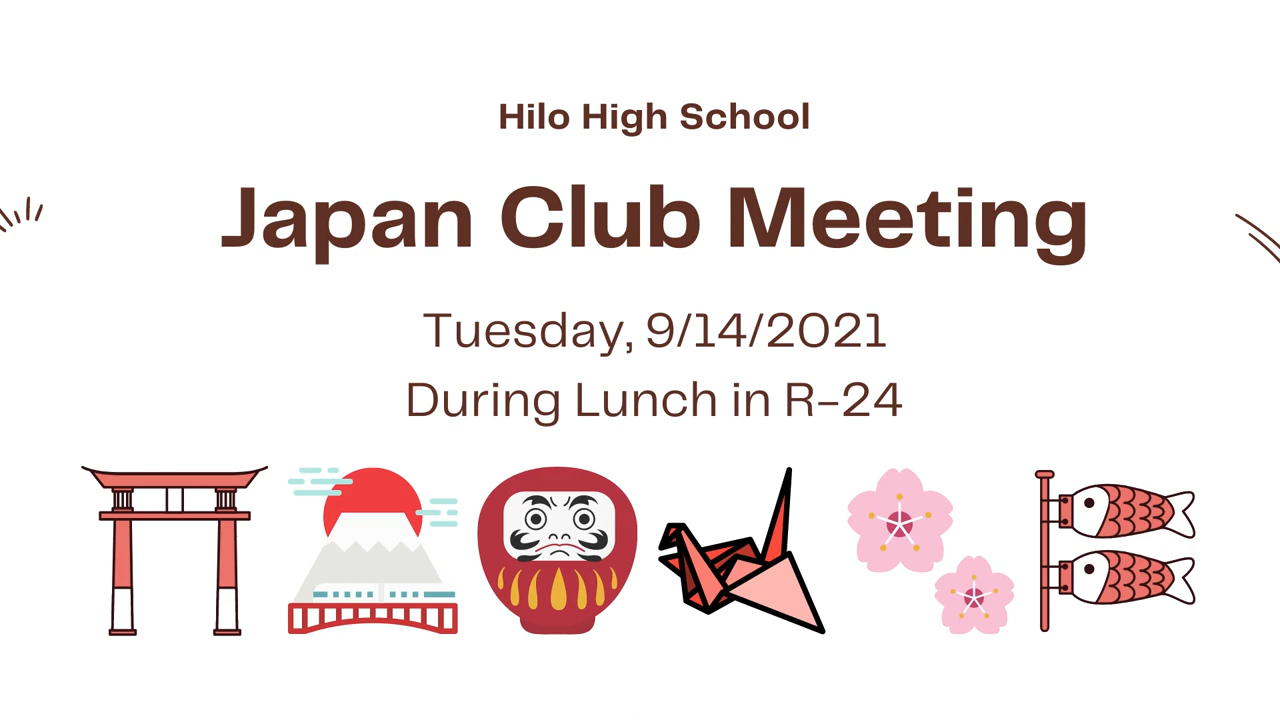 Hilo High School
Japan Club Meeting
Tuesday, 9/14/2021
During Lunch in R-24